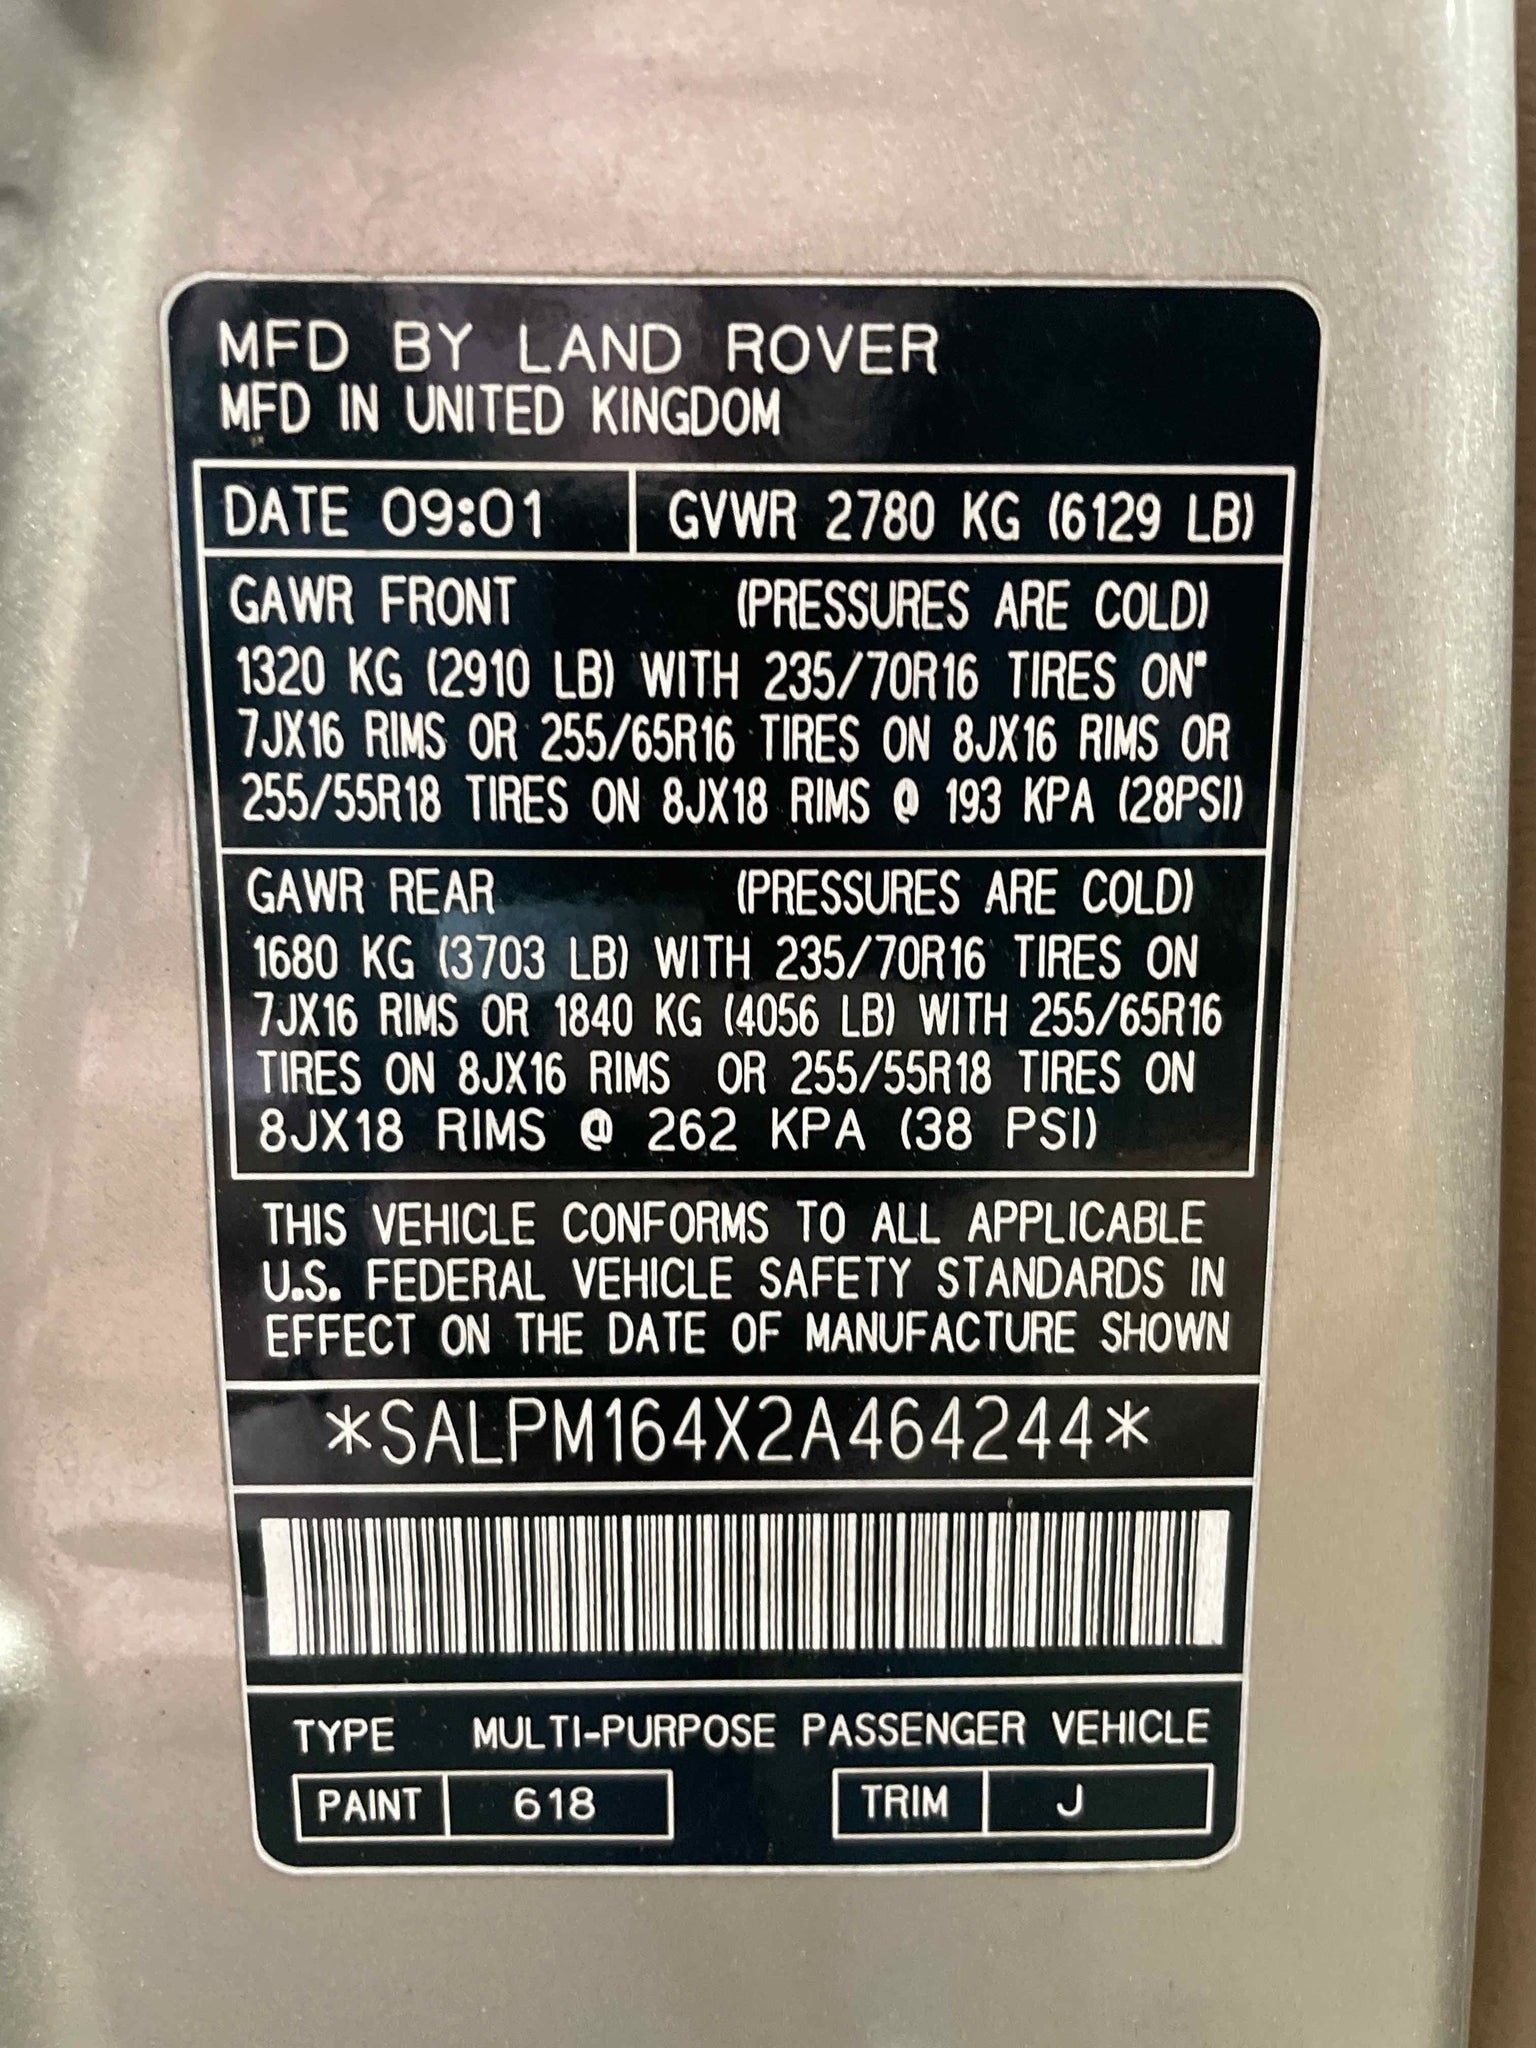 MFD BY LAND ROVER
MFD IN UNITED KINGDOM
DATE 09:01 GVWR 2780 KG (6129 LB)
GAWR FRONT (PRESSURES ARE COLD)
1320 KG (2910 LB) WITH 235/70R16 TIRES ON"
7JX16 RIMS OR 255/65R16 TIRES ON 8JX16 RIMS OR
255/55R18 TIRES ON 8JX18 RIMS @ 193 KPA (28PSI)
GAWR REAR (PRESSURES ARE COLD)
1680 KG (3703 LB) WITH 235/70R16 TIRES ON
7JX16 RIMS OR 1840 KG (4056 LB) WITH 255/65R16
TIRES ON 8JX16 RIMS OR 255/55R18 TIRES ON
8JX18 RIMS @ 262 KPA (38 PSI)
THIS VEHICLE CONFORMS TO ALL APPLICABLE
U.S. FEDERAL VEHICLE SAFETY STANDARDS IN
EFFECT ON THE DATE OF MANUFACTURE SHOWN
*SALPM164X2A464244*
TYPE MULTI-PURPOSE PASSENGER VEHICLE
PAINT 618 TRIM J